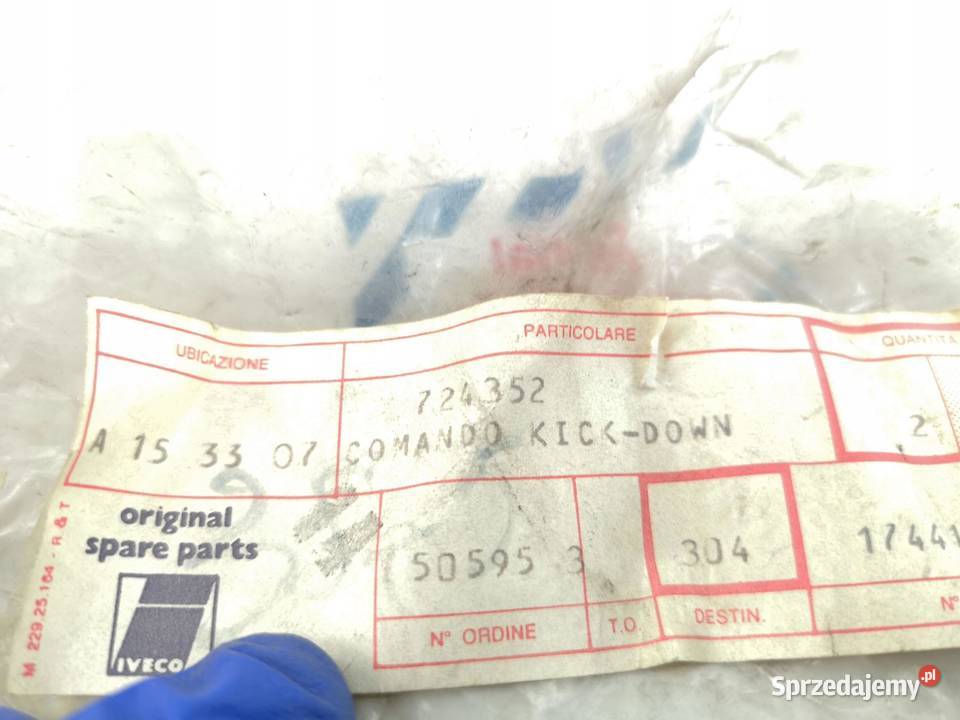 UBICAZIONE
PARTICOLARE
QUANTITA
724352
A 15 33 07 COMANDO KICK-DOWN
2
original
spare parts
IVECO
50595 3
304
N° ORDINE
T.O.
DESTIN.
N°
M 229.25.164 - R & T
Sprzedajemy.pl